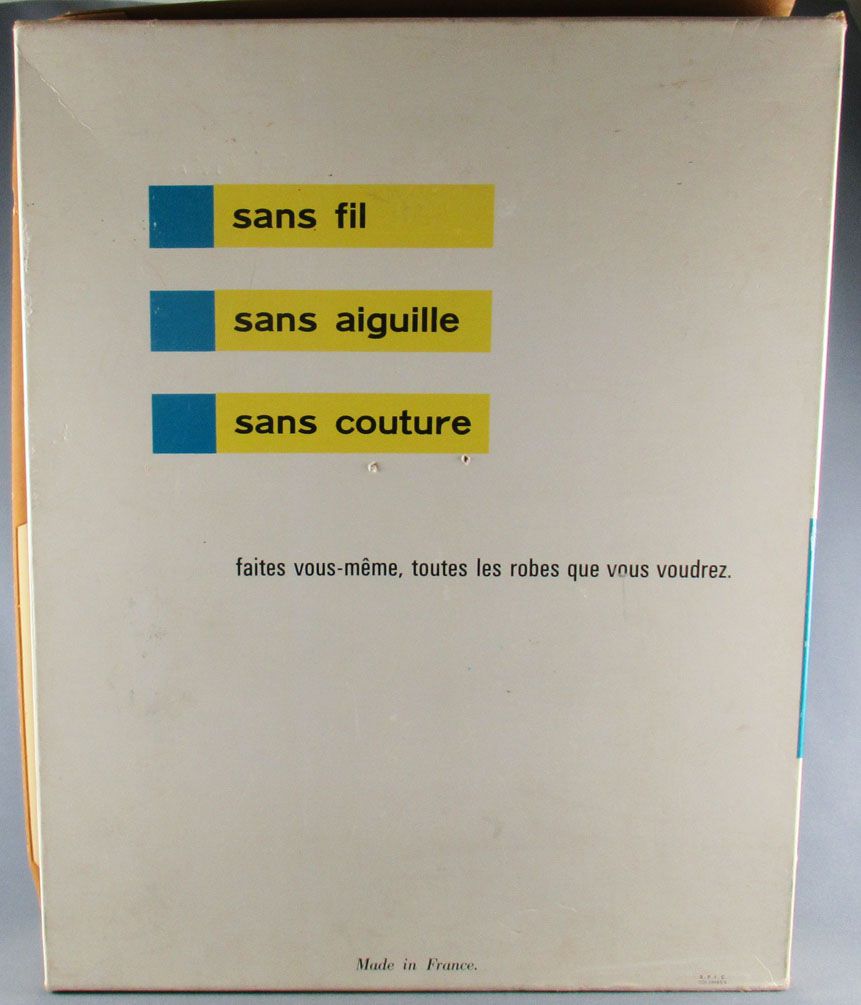 sans fil
sans aiguille
sans couture
faites vous-même, toutes les robes que vous voudrez.
Made in France.